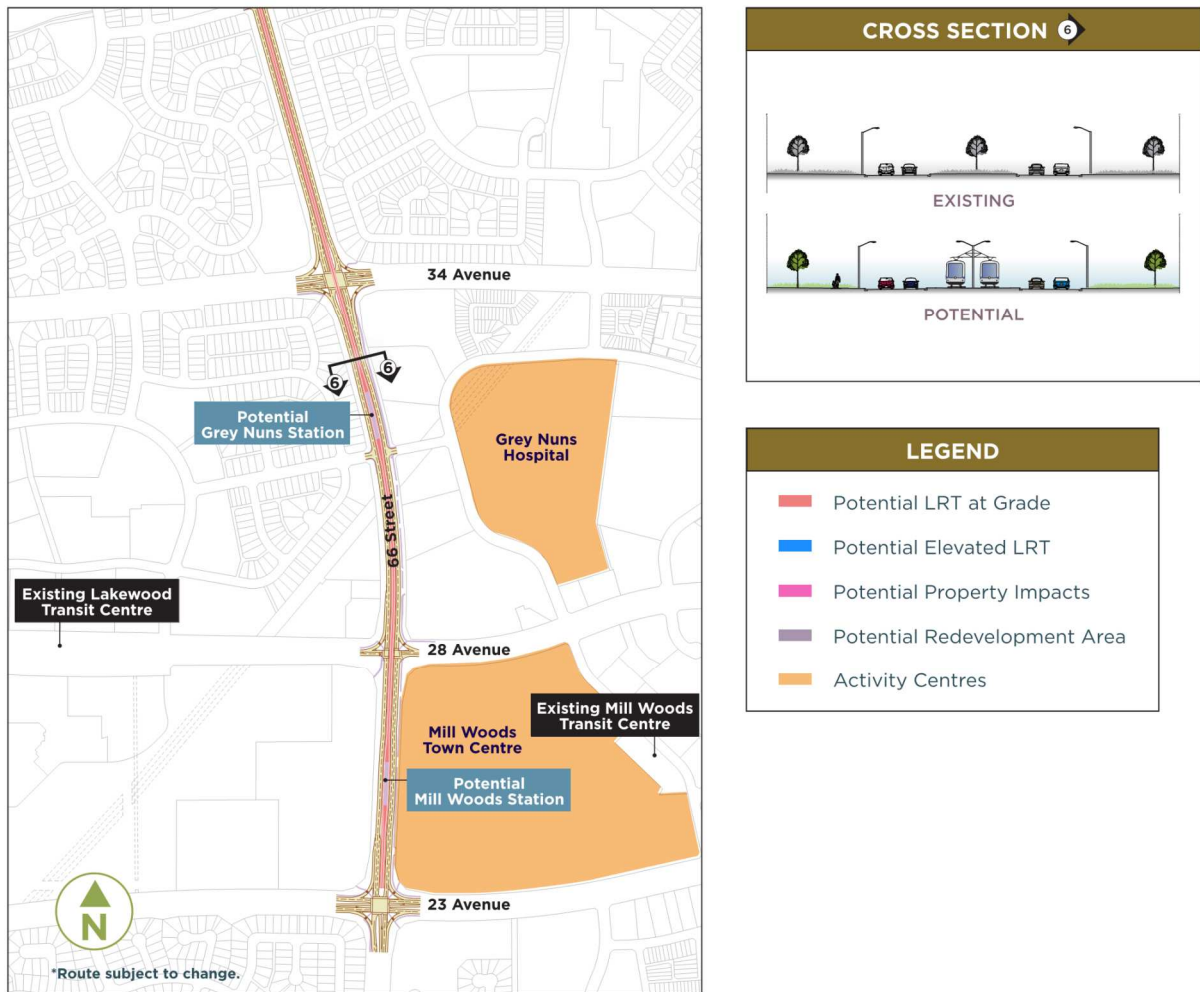 34 Avenue
6
6
Potential
Grey Nuns Station
Grey Nuns
Hospital
66 Street
Existing Lakewood
Transit Centre
28 Avenue
Existing Mill Woods
Transit Centre
Mill Woods
Town Centre
Potential
Mill Woods Station
23 Avenue
N
*Route subject to change.
CROSS SECTION 6
EXISTING
POTENTIAL
LEGEND
Potential LRT at Grade
Potential Elevated LRT
Potential Property Impacts
Potential Redevelopment Area
Activity Centres